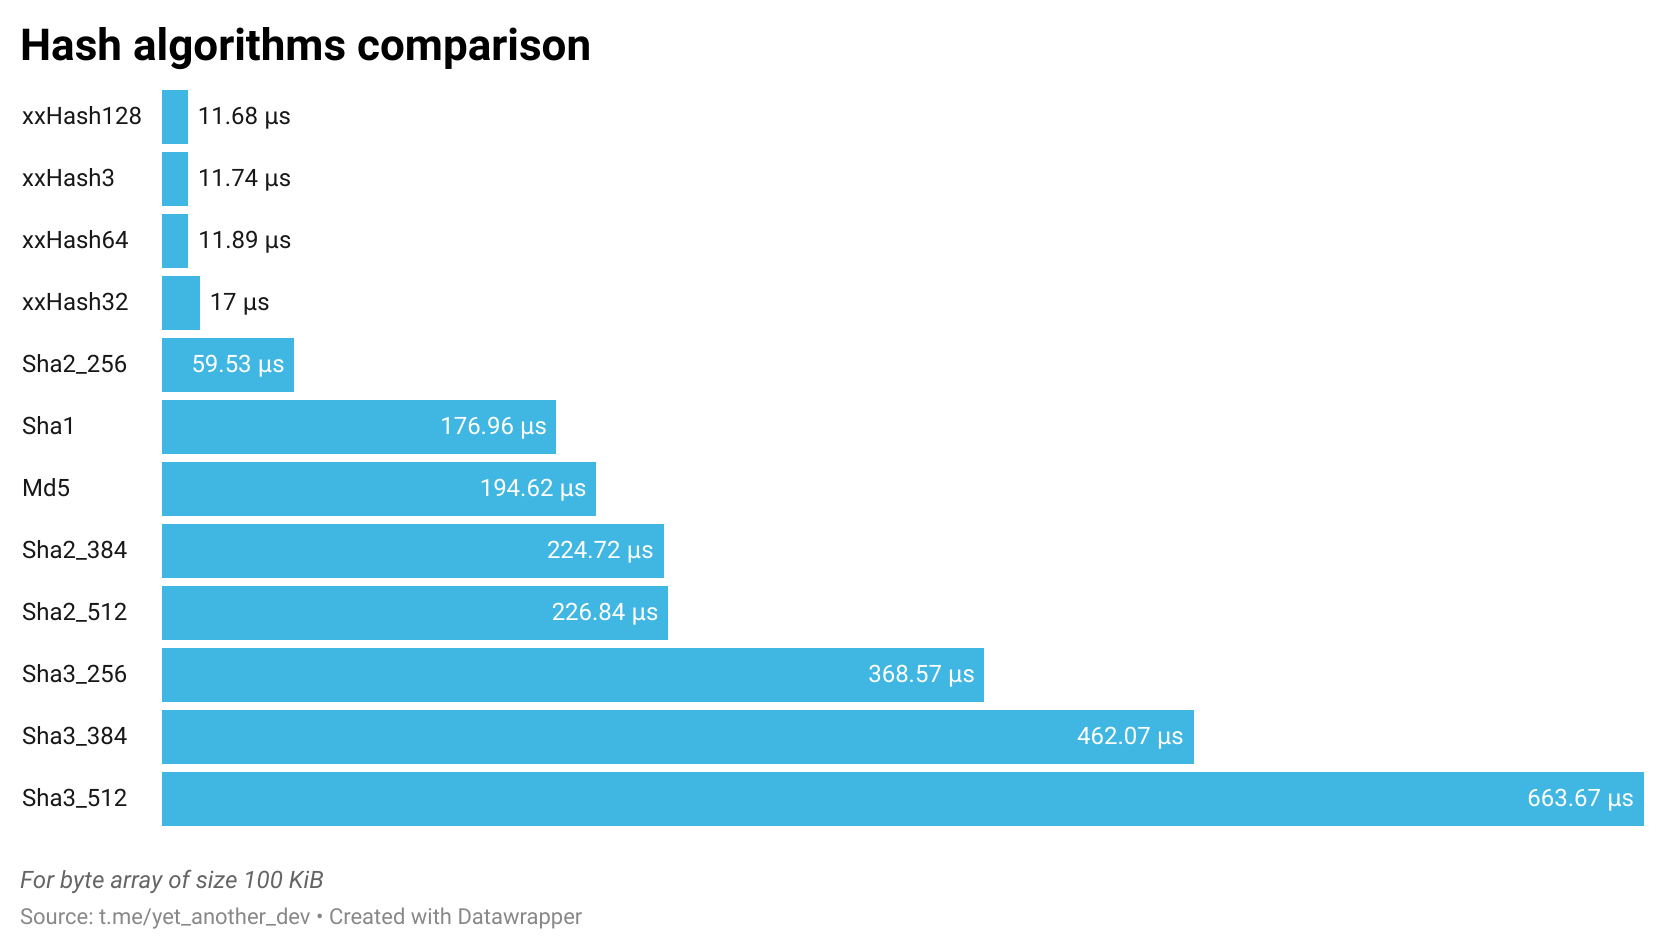 Hash algorithms comparison
xxHash128 11.68 μs
xxHash3 11.74 μs
xxHash64 11.89 μs
xxHash32 17 μs
Sha2_256 59.53 μs
Sha1 176.96 μs
Md5 194.62 μs
Sha2_384 224.72 μs
Sha2_512 226.84 μs
Sha3_256 368.57 μs
Sha3_384 462.07 μs
Sha3_512 663.67 μs
For byte array of size 100 KiB
Source: t.me/yet_another_dev • Created with Datawrapper